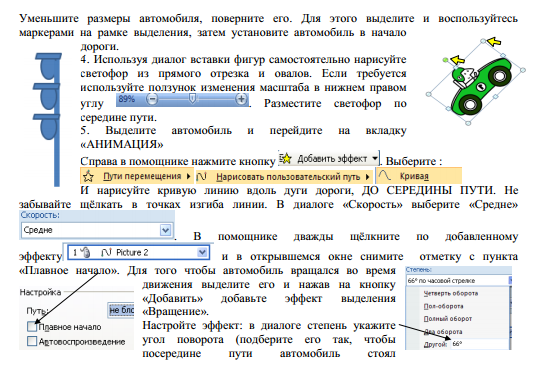 Уменьшите размеры автомобиля, поверните его. Для этого выделите и воспользуйтесь
маркерами на рамке выделения, затем установите автомобиль в начало
дороги.
4. Используя диалог вставки фигур самостоятельно нарисуйте
светофор из прямого отрезка и овалов. Если требуется
используйте ползунок изменения масштаба в нижнем правом
углу 89% . Разместите светофор по
середине пути.
5. Выделите автомобиль и перейдите на вкладку
«АНИМАЦИЯ»
Справа в помощнике нажмите кнопку Добавить эффект . Выберите :
Пути перемещения Нарисовать пользовательский путь Кривая
И нарисуйте кривую линию вдоль дуги дороги, ДО СЕРЕДИНЫ ПУТИ. Не
забывайте щёлкать в точках изгиба линии. В диалоге «Скорость» выберите «Средне»
Скорость:
Средне
. В помощнике дважды щёлкните по добавленному
эффекту 1 Picture 2 и в открывшемся окне снимите отметку с пункта
«Плавное начало». Для того чтобы автомобиль вращался во время
движения выделите его и нажав на кнопку
«Добавить» добавьте эффект выделения
«Вращение».
Настройте эффект: в диалоге степень укажите
угол поворота (подберите его так, чтобы
посередине пути автомобиль стоял
Настройка
Путь: не бло
Плавное начало
Автовоспроизведение
Степень:
66° по часовой стрелке
Четверть оборота
Пол-оборота
Полный оборот
Два оборота
Другой: 66°